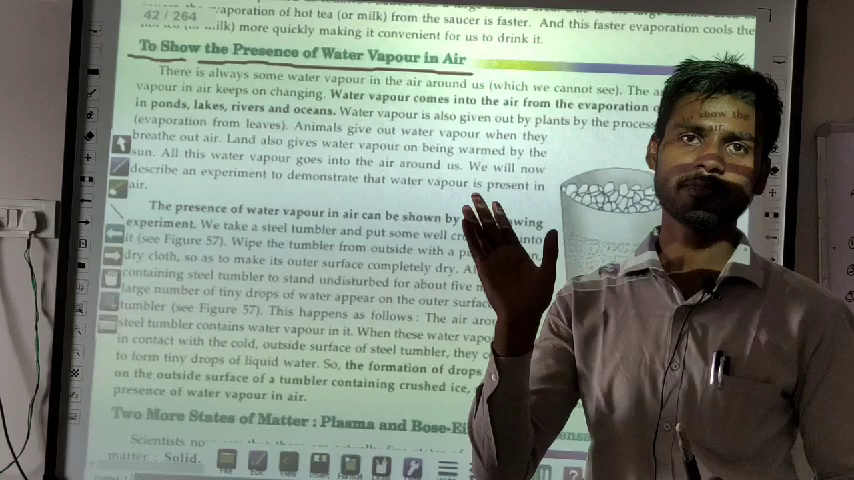 42 / 264
evaporation of hot tea (or milk) from the saucer is faster. And this faster evaporation cools the
milk) more quickly making it convenient for us to drink it.
To Show the Presence of Water Vapour in Air
There is always some water vapour in the air around us (which we cannot see). The
vapour in air keeps on changing. Water vapour comes into the air from the evaporation
in ponds, lakes, rivers and oceans. Water vapour is also given out by plants by the process
(evaporation from leaves). Animals give out water vapour when they
breathe out air. Land also gives water vapour on being warmed by the
sun. All this water vapour goes into the air around us. We will now
describe an experiment to demonstrate that water vapour is present in
air.
The presence of water vapour in air can be shown by
experiment. We take a steel tumbler and put some well into
it (see Figure 57). Wipe the tumbler from outside with a
dry cloth, so as to make its outer surface completely dry.
containing steel tumbler to stand undisturbed for about five
large number of tiny drops of water appear on the outer
tumbler (see Figure 57). This happens as follows : The air
steel tumbler contains water vapour in it. When these water
in contact with the cold, outside surface of steel tumbler, they
to form tiny drops of liquid water. So, the formation of drops
on the outside surface of a tumbler containing crushed ice,
presence of water vapour in air.
Two More States of Matter : Plasma and
Scientists
matter : Solid.
show the